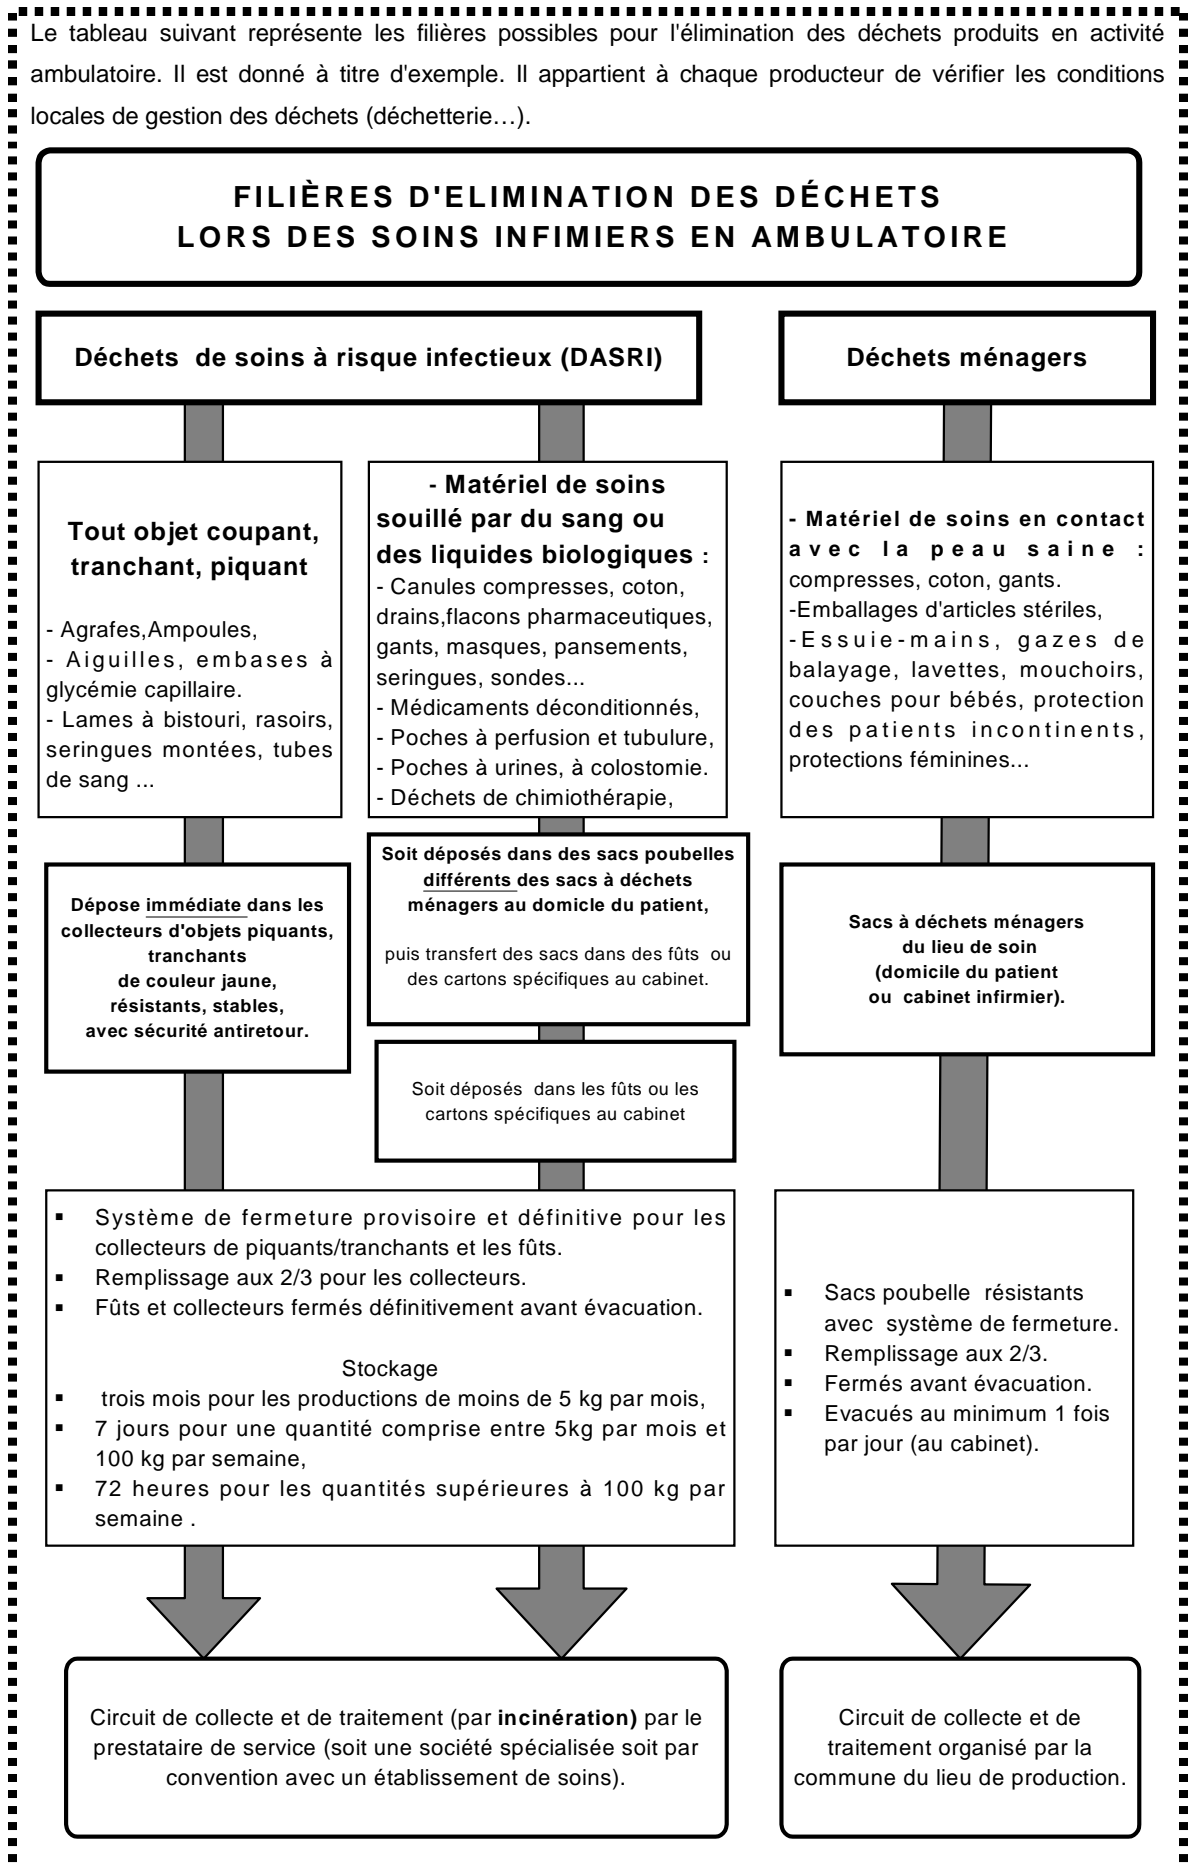 Le tableau suivant représente les filières possibles pour l'élimination des déchets produits en activité
ambulatoire. Il est donné à titre d'exemple. Il appartient à chaque producteur de vérifier les conditions
locales de gestion des déchets (déchetterie…).
FILIÈRES D'ELIMINATION DES DÉCHETS
LORS DES SOINS INFIMIERS EN AMBULATOIRE
Déchets de soins à risque infectieux (DASRI)
Déchets ménagers
Tout objet coupant,
tranchant, piquant
- Agrafes,Ampoules,
- Aiguilles, embases à
glycémie capillaire.
- Lames à bistouri, rasoirs,
seringues montées, tubes
de sang ...
- Matériel de soins
souillé par du sang ou
des liquides biologiques :
- Canules compresses, coton,
drains,flacons pharmaceutiques,
gants, masques, pansements,
seringues, sondes...
- Médicaments déconditionnés,
- Poches à perfusion et tubulure,
- Poches à urines, à colostomie.
- Déchets de chimiothérapie,
- Matériel de soins en contact
avec la peau saine :
compresses, coton, gants.
-Emballages d'articles stériles,
-Essuie-mains, gazes de
balayage, lavettes, mouchoirs,
couches pour bébés, protection
des patients incontinents,
protections féminines...
Dépose immédiate dans les
collecteurs d'objets piquants,
tranchants
de couleur jaune,
résistants, stables,
avec sécurité antiretour.
Soit déposés dans des sacs poubelles
différents des sacs à déchets
ménagers au domicile du patient,
puis transfert des sacs dans des fûts ou
des cartons spécifiques au cabinet.
Soit déposés dans les fûts ou les
cartons spécifiques au cabinet
Sacs à déchets ménagers
du lieu de soin
(domicile du patient
ou cabinet infirmier).
▪ Système de fermeture provisoire et définitive pour les
collecteurs de piquants/tranchants et les fûts.
▪ Remplissage aux 2/3 pour les collecteurs.
▪ Fûts et collecteurs fermés définitivement avant évacuation.
Stockage
▪ trois mois pour les productions de moins de 5 kg par mois,
▪ 7 jours pour une quantité comprise entre 5kg par mois et
100 kg par semaine,
▪ 72 heures pour les quantités supérieures à 100 kg par
semaine .
▪ Sacs poubelle résistants
avec système de fermeture.
▪ Remplissage aux 2/3.
▪ Fermés avant évacuation.
▪ Evacués au minimum 1 fois
par jour (au cabinet).
Circuit de collecte et de traitement (par incinération) par le
prestataire de service (soit une société spécialisée soit par
convention avec un établissement de soins).
Circuit de collecte et de
traitement organisé par la
commune du lieu de production.